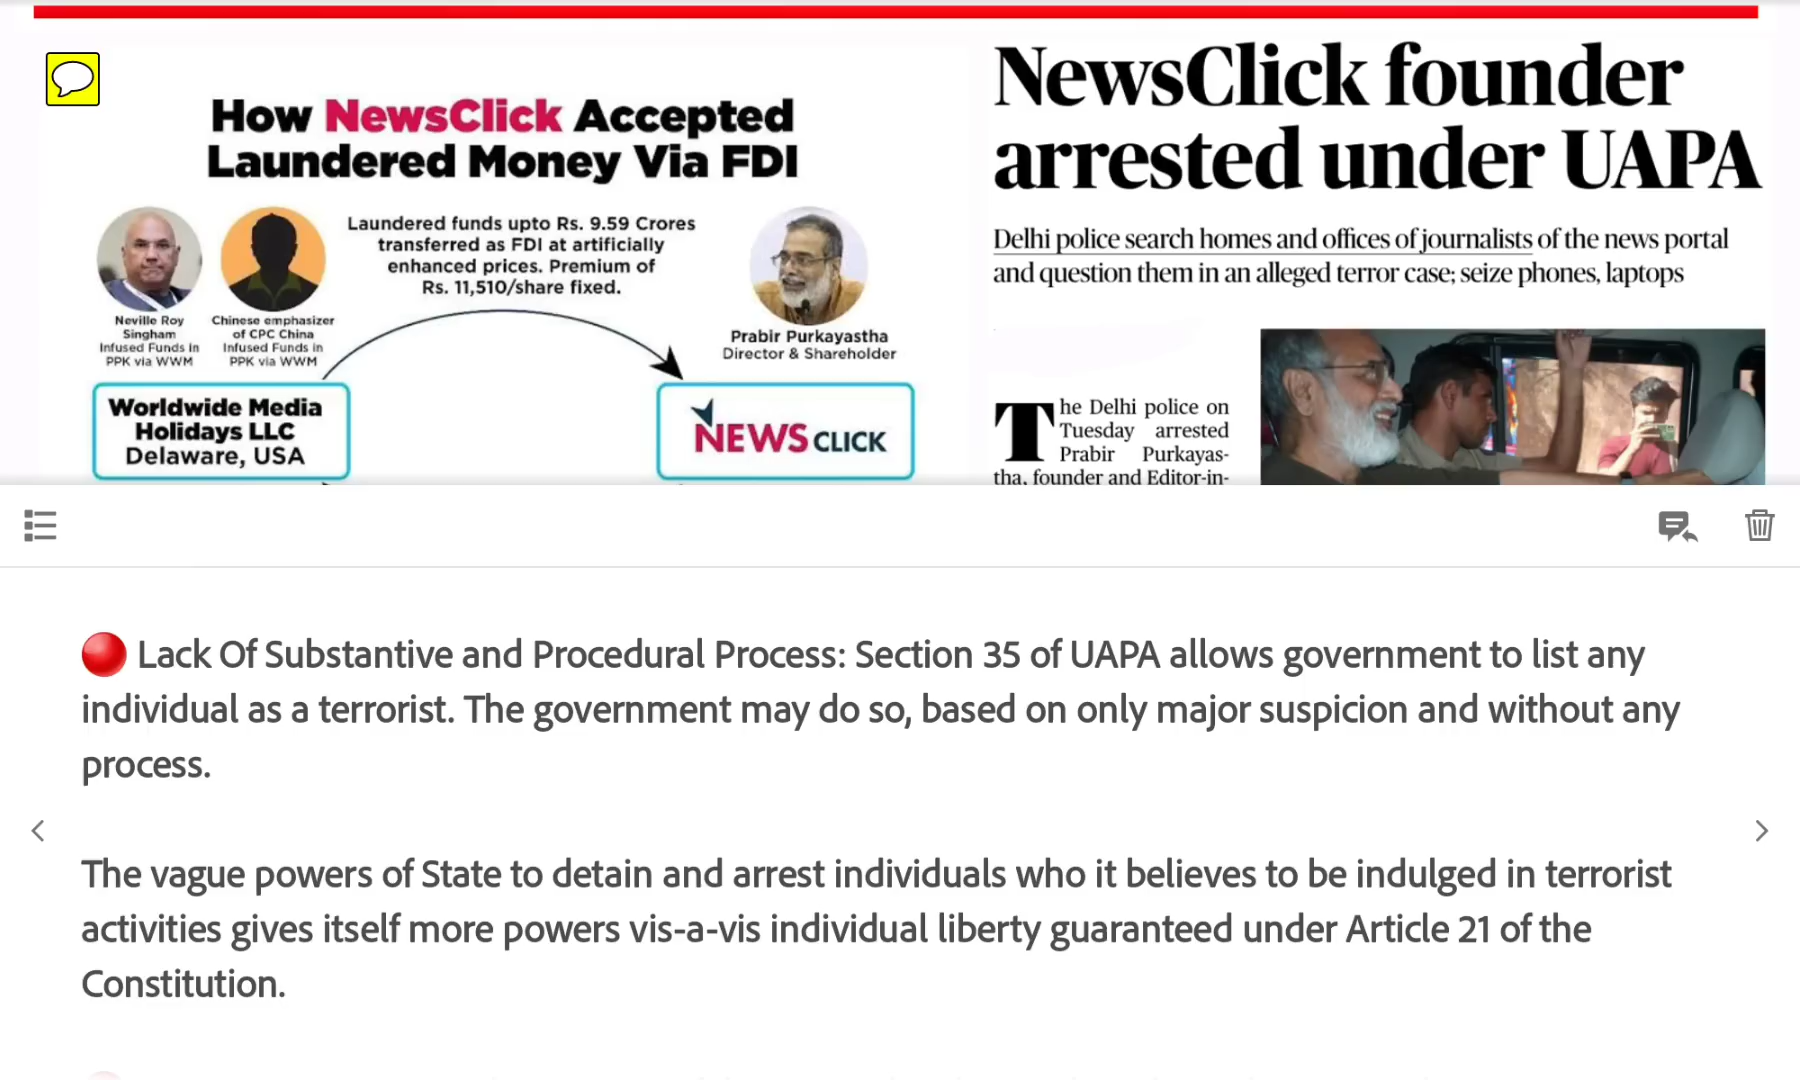 How NewsClick Accepted
Laundered Money Via FDI
Laundered funds upto Rs. 9.59 Crores
transferred as FDI at artificially
enhanced prices. Premium of
Rs. 11,510/share fixed.
Neville Roy
Singham
Infused Funds in
PPK via WWM
Chinese emphasizer
of CPC China
Infused Funds in
PPK via WWM
Prabir Purkayastha
Director & Shareholder
Worldwide Media
Holidays LLC
Delaware, USA
NEWS CLICK
NewsClick founder
arrested under UAPA
Delhi police search homes and offices of journalists of the news portal
and question them in an alleged terror case; seize phones, laptops
The Delhi police on
Tuesday arrested
Prabir Purkayas-
tha, founder and Editor-in-
Lack Of Substantive and Procedural Process: Section 35 of UAPA allows government to list any
individual as a terrorist. The government may do so, based on only major suspicion and without any
process.
The vague powers of State to detain and arrest individuals who it believes to be indulged in terrorist
activities gives itself more powers vis-a-vis individual liberty guaranteed under Article 21 of the
Constitution.